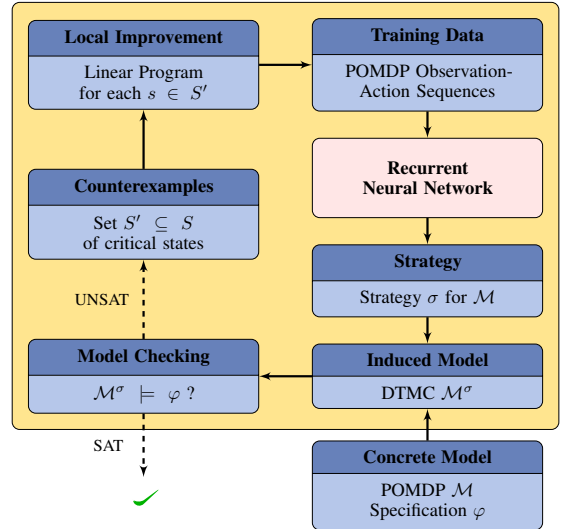 Local Improvement
Linear Program
for each s ∈ S′
Training Data
POMDP Observation-
Action Sequences
Recurrent
Neural Network
Counterexamples
Set S′ ⊆ S
of critical states
Strategy
Strategy σ for ℳ
UNSAT
Model Checking
ℳ^σ ⊨ φ ?
Induced Model
DTMC ℳ^σ
SAT
Concrete Model
POMDP ℳ
Specification φ